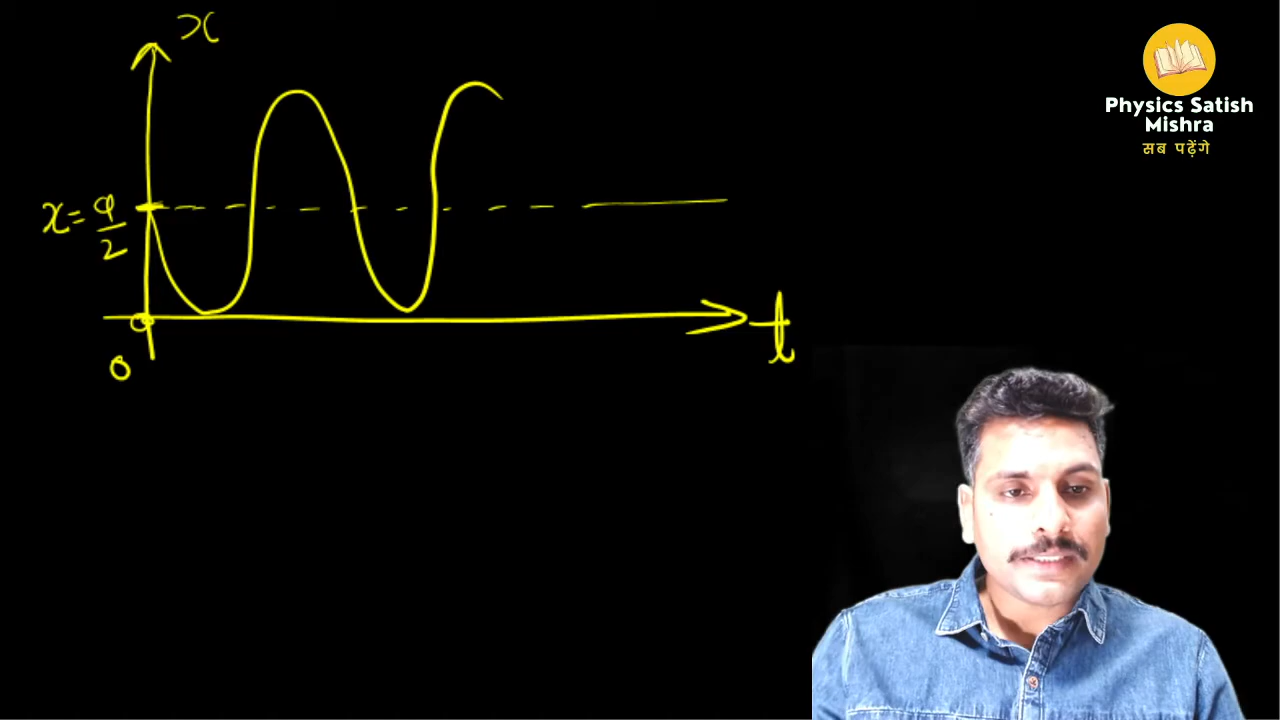 x
x = a/2
0
t
Physics Satish
Mishra
सब पढ़ेंगे